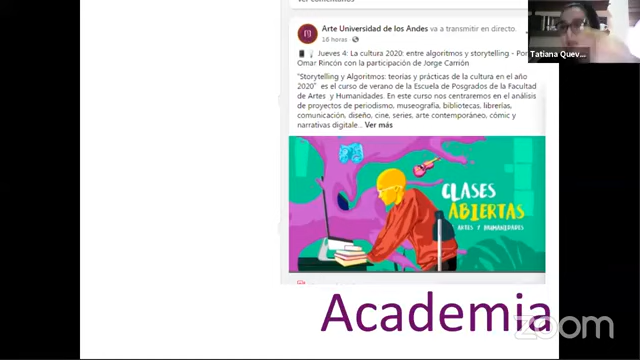 Arte Universidad de los Andes va a transmitir en directo
16 horas
Jueves 4: La cultura 2020: entre algoritmos y storytelling - Por
Omar Rincón con la participación de Jorge Carrión
"Storytelling y Algoritmos: teorías y prácticas de la cultura en el año
2020" es el curso de verano de la Escuela de Posgrados de la Facultad
de Artes y Humanidades. En este curso nos centraremos en el análisis
de proyectos de periodismo, museografía, bibliotecas, librerías,
comunicación, diseño, cine, series, arte contemporáneo, cómic y
narrativas digitale... Ver más
CLASES
ABIERTAS
ARTES Y HUMANIDADES
Academia
zoom
Tatiana Quev...